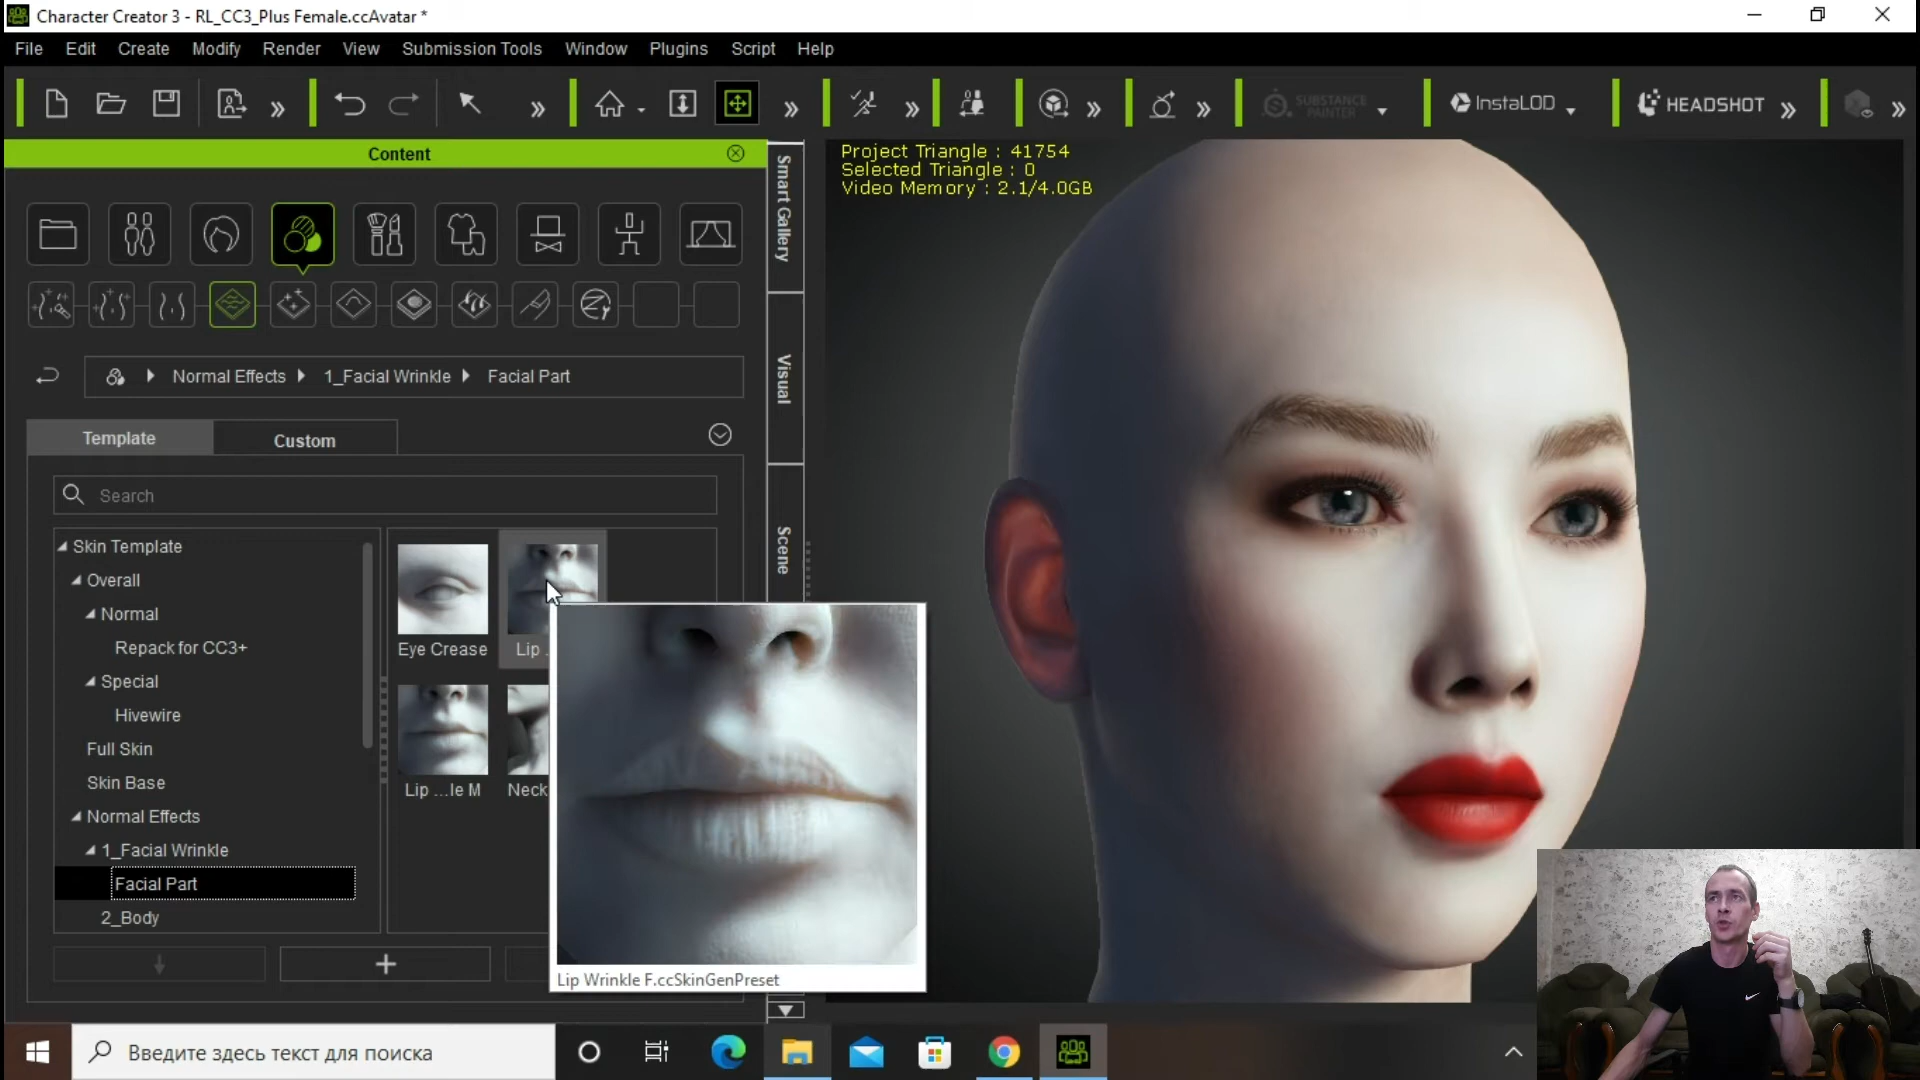 Character Creator 3 - RL_CC3_Plus Female.ccAvatar *
File Edit Create Modify Render View Submission Tools Window Plugins Script Help
SUBSTANCE PAINTER
InstaLOD
HEADSHOT
Content
Smart Gallery
Visual
Scene
Project Triangle : 41754
Selected Triangle : 0
Video Memory : 2.1/4.0GB
Normal Effects 1_Facial Wrinkle Facial Part
Template Custom
Search
Skin Template
Overall
Normal
Repack for CC3+
Special
Hivewire
Full Skin
Skin Base
Normal Effects
1_Facial Wrinkle
Facial Part
2_Body
Eye Crease
Lip
Lip ...le M
Neck
Lip Wrinkle F.ccSkinGenPreset
Введите здесь текст для поиска